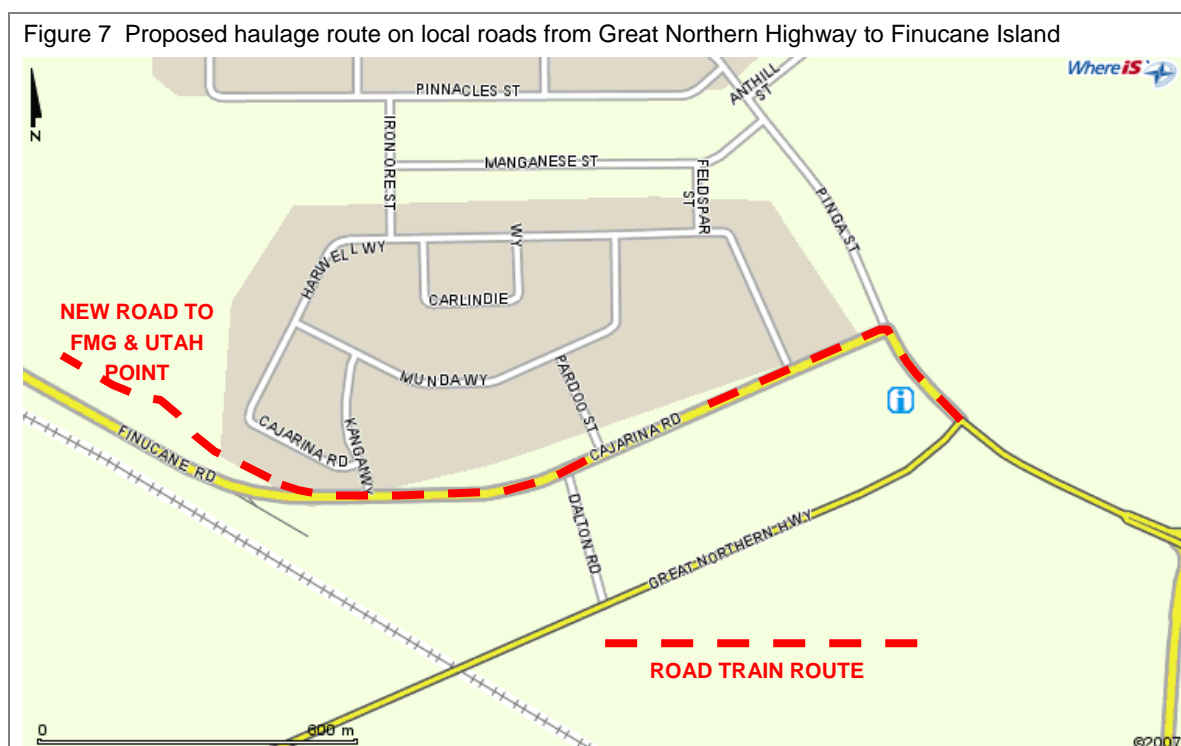 Figure 7 Proposed haulage route on local roads from Great Northern Highway to Finucane Island
WhereiS
N
PINNACLES ST
ANTHILL
ST
IRON ORE ST
MANGANESE ST
FIELDSPAR
ST
PINGA ST
HARWELL WY
WY
CARLINDIE
NEW ROAD TO
FMG & UTAH
POINT
MUNDA WY
PARDOO ST
CAJARINA RD
KANGAN WY
CAJARINA RD
i
FINUCANE RD
DALTON RD
GREAT NORTHERN HWY
ROAD TRAIN ROUTE
0
600 m
©2007